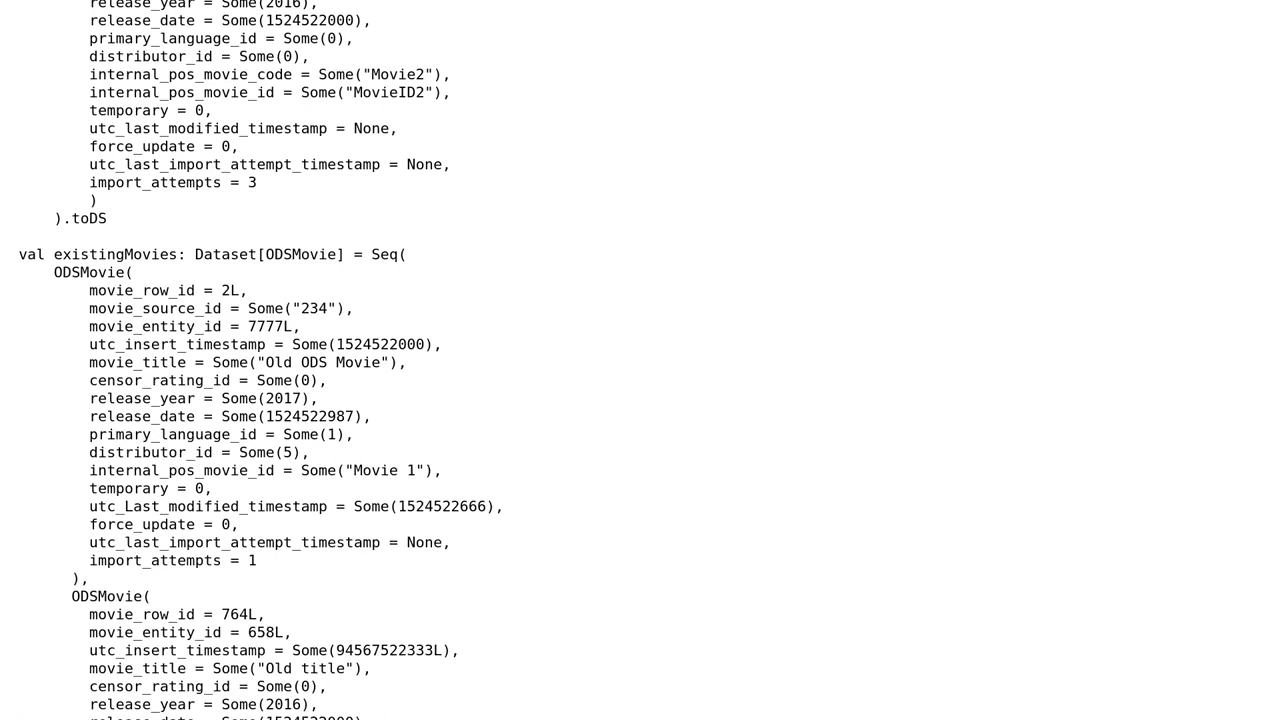 release_year = Some(2016),
release_date = Some(1524522000),
primary_language_id = Some(0),
distributor_id = Some(0),
internal_pos_movie_code = Some("Movie2"),
internal_pos_movie_id = Some("MovieID2"),
temporary = 0,
utc_last_modified_timestamp = None,
force_update = 0,
utc_last_import_attempt_timestamp = None,
import_attempts = 3
)
).toDS
val existingMovies: Dataset[ODSMovie] = Seq(
ODSMovie(
movie_row_id = 2L,
movie_source_id = Some("234"),
movie_entity_id = 7777L,
utc_insert_timestamp = Some(1524522000),
movie_title = Some("Old ODS Movie"),
censor_rating_id = Some(0),
release_year = Some(2017),
release_date = Some(1524522987),
primary_language_id = Some(1),
distributor_id = Some(5),
internal_pos_movie_id = Some("Movie 1"),
temporary = 0,
utc_Last_modified_timestamp = Some(1524522666),
force_update = 0,
utc_last_import_attempt_timestamp = None,
import_attempts = 1
),
ODSMovie(
movie_row_id = 764L,
movie_entity_id = 658L,
utc_insert_timestamp = Some(94567522333L),
movie_title = Some("Old title"),
censor_rating_id = Some(0),
release_year = Some(2016),
release_date = Some(1524522000)